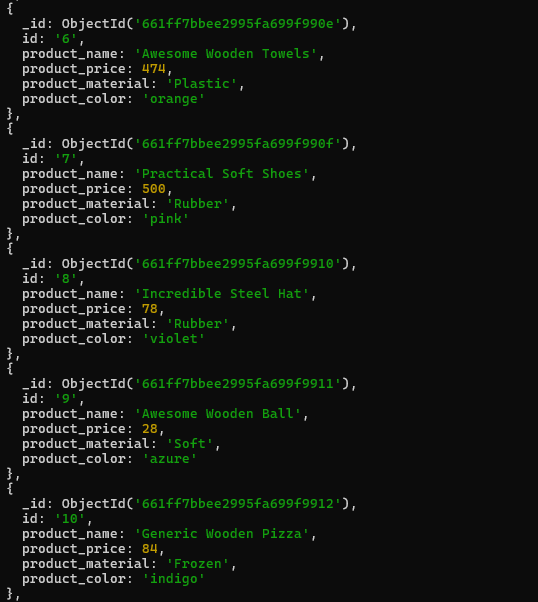 {
_id: ObjectId('661ff7bbee2995fa699f990e'),
id: '6',
product_name: 'Awesome Wooden Towels',
product_price: 474,
product_material: 'Plastic',
product_color: 'orange'
},
{
_id: ObjectId('661ff7bbee2995fa699f990f'),
id: '7',
product_name: 'Practical Soft Shoes',
product_price: 500,
product_material: 'Rubber',
product_color: 'pink'
},
{
_id: ObjectId('661ff7bbee2995fa699f9910'),
id: '8',
product_name: 'Incredible Steel Hat',
product_price: 78,
product_material: 'Rubber',
product_color: 'violet'
},
{
_id: ObjectId('661ff7bbee2995fa699f9911'),
id: '9',
product_name: 'Awesome Wooden Ball',
product_price: 28,
product_material: 'Soft',
product_color: 'azure'
},
{
_id: ObjectId('661ff7bbee2995fa699f9912'),
id: '10',
product_name: 'Generic Wooden Pizza',
product_price: 84,
product_material: 'Frozen',
product_color: 'indigo'
},